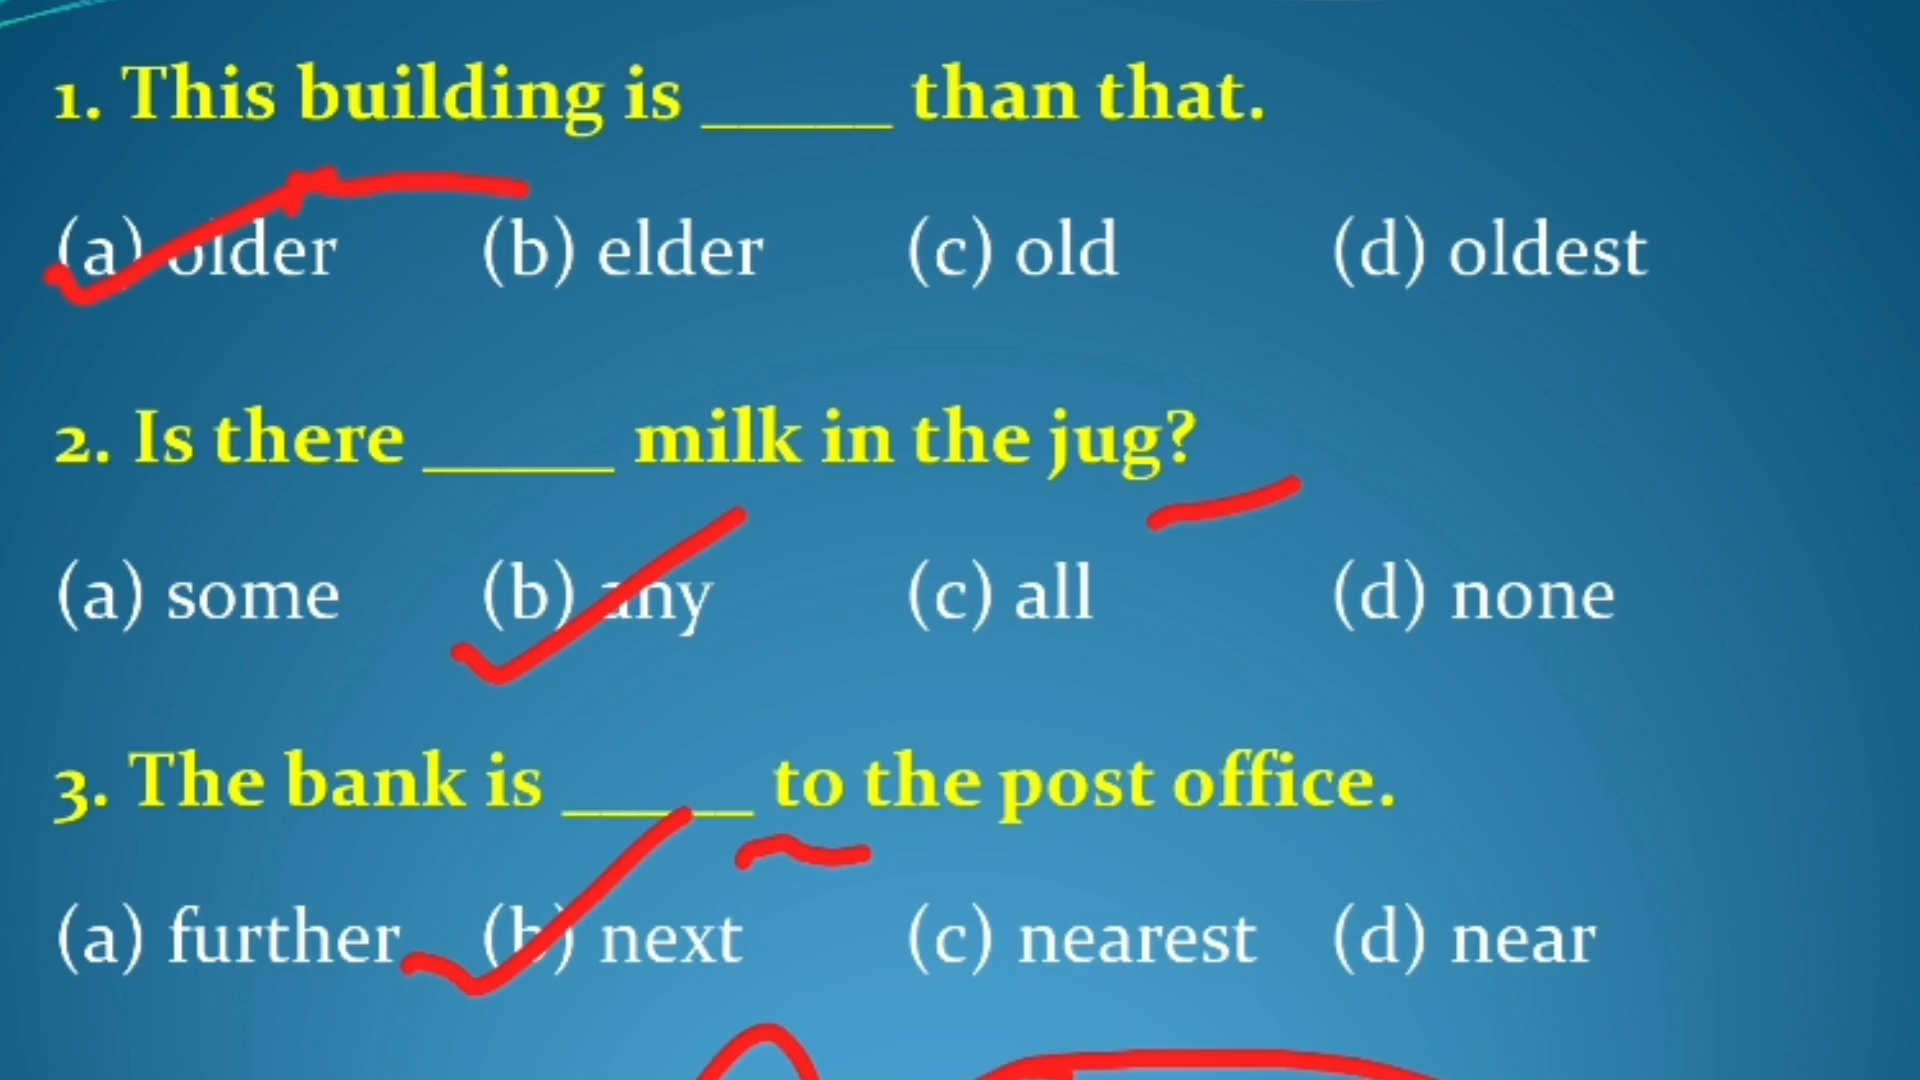 1. This building is _____ than that.
(a) older (b) elder (c) old (d) oldest
2. Is there _____ milk in the jug?
(a) some (b) any (c) all (d) none
3. The bank is _____ to the post office.
(a) further (b) next (c) nearest (d) near